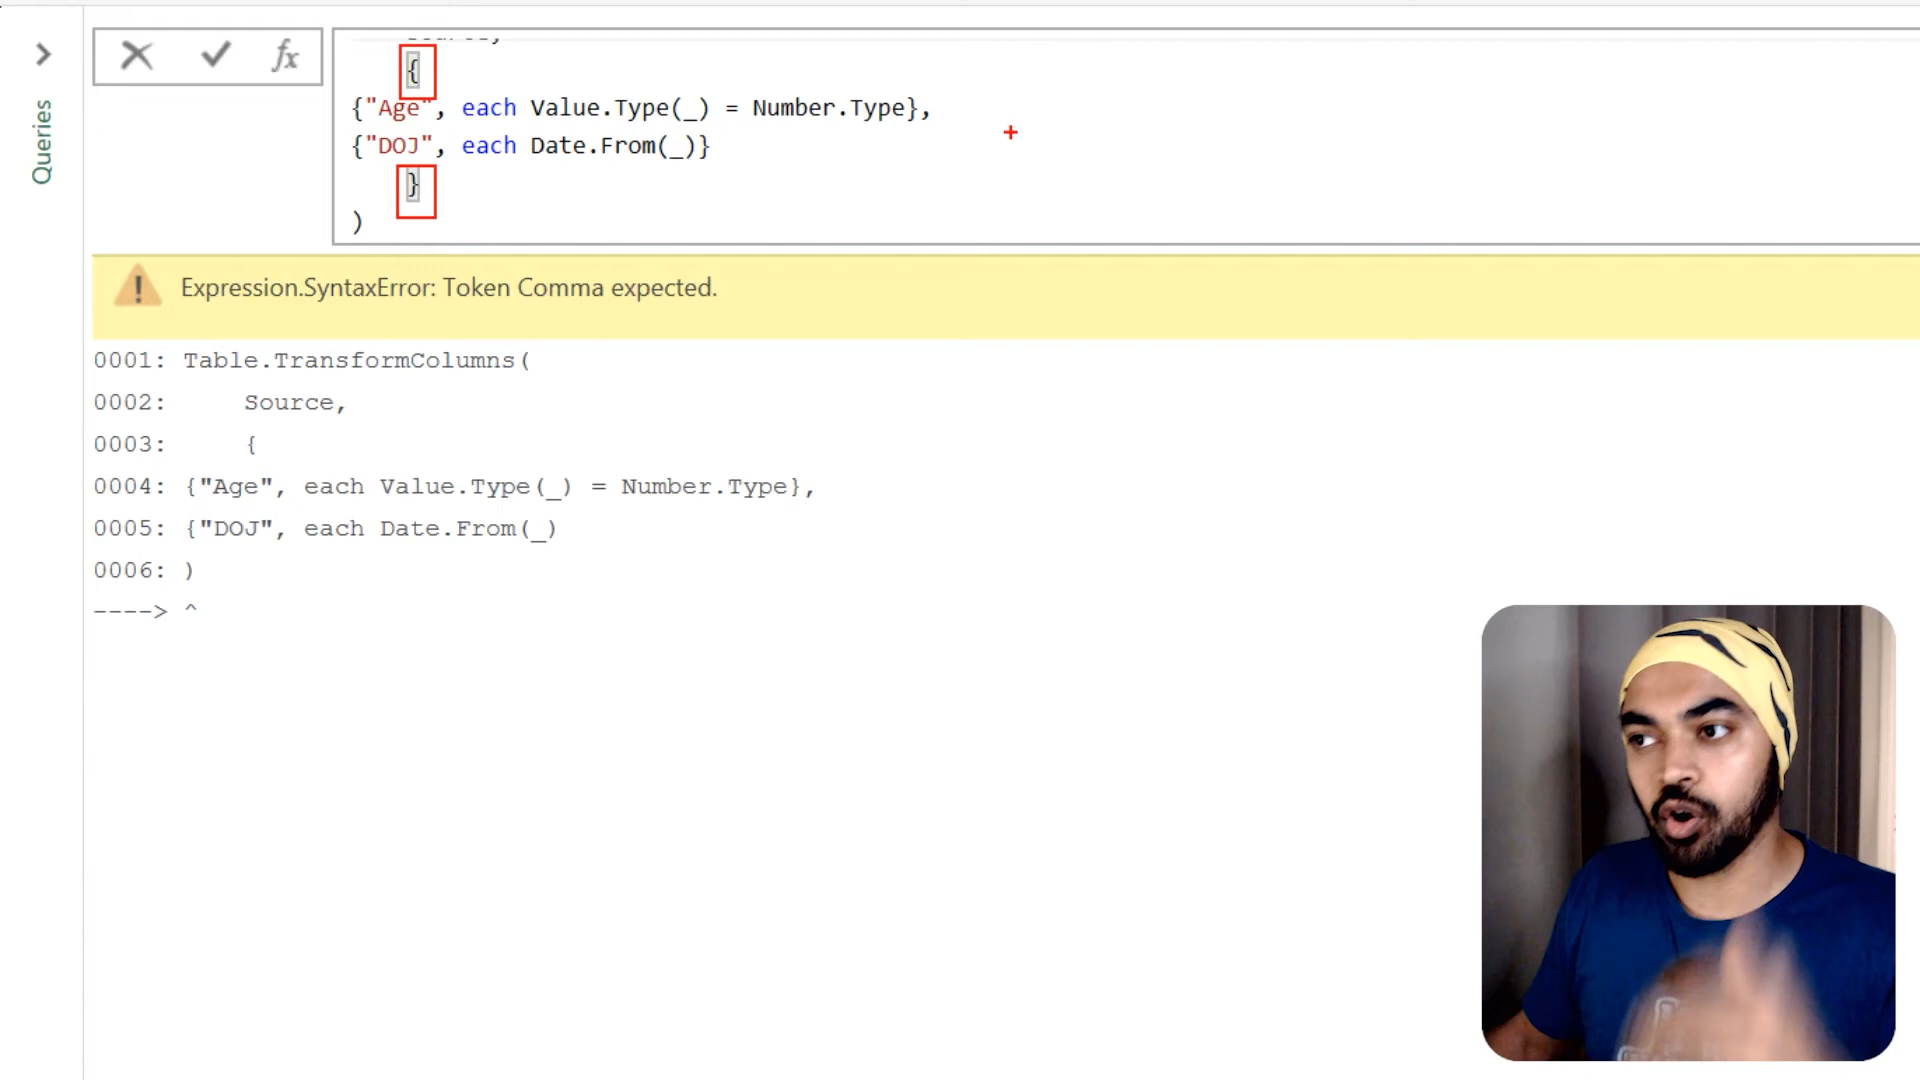 fx
Queries
{
{"Age", each Value.Type(_) = Number.Type},
{"DOJ", each Date.From(_)}
}
)
Expression.SyntaxError: Token Comma expected.
0001: Table.TransformColumns(
0002:     Source,
0003:     {
0004: {"Age", each Value.Type(_) = Number.Type},
0005: {"DOJ", each Date.From(_)
0006: )
----> ^